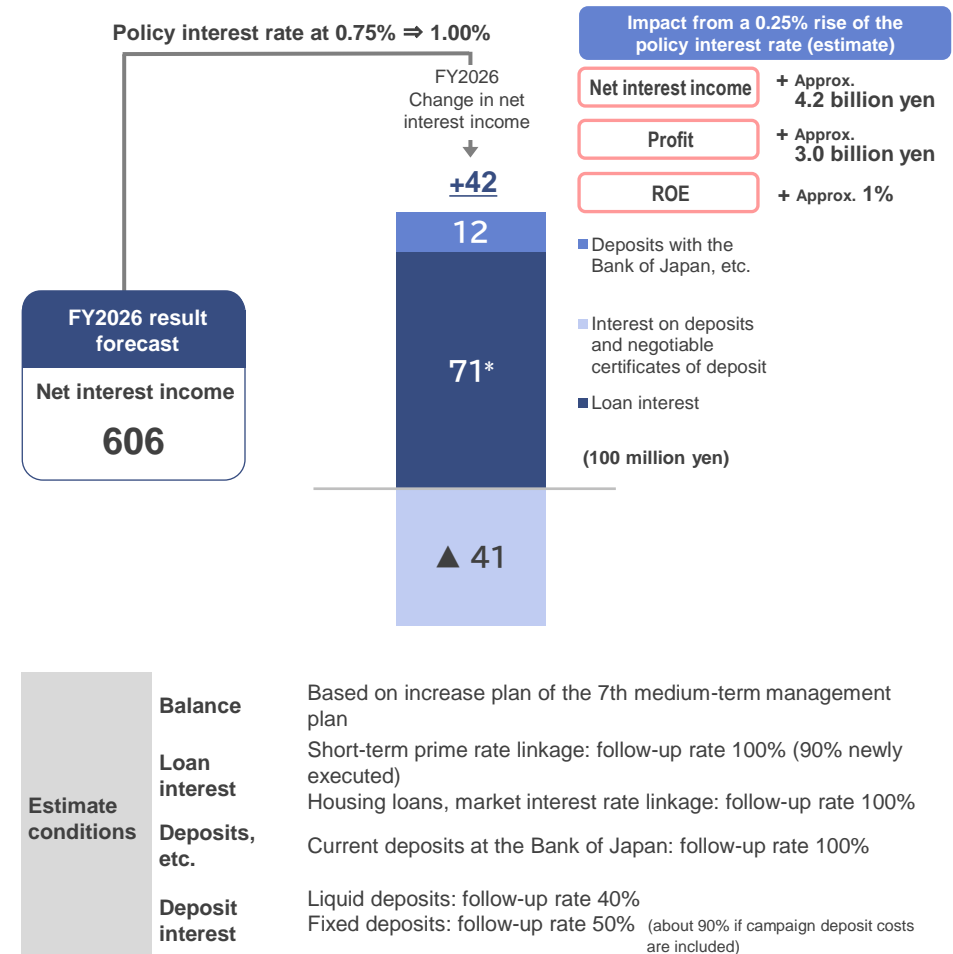 Policy interest rate at 0.75% ⇒ 1.00%
FY2026
Change in net
interest income
+42
12
71*
▲ 41
FY2026 result
forecast
Net interest income
606
Impact from a 0.25% rise of the
policy interest rate (estimate)
Net interest income
+ Approx.
4.2 billion yen
Profit
+ Approx.
3.0 billion yen
ROE
+ Approx. 1%
Deposits with the
Bank of Japan, etc.
Interest on deposits
and negotiable
certificates of deposit
Loan interest
(100 million yen)
Estimate
conditions
Balance
Based on increase plan of the 7th medium-term management
plan
Loan
interest
Short-term prime rate linkage: follow-up rate 100% (90% newly
executed)
Housing loans, market interest rate linkage: follow-up rate 100%
Deposits,
etc.
Current deposits at the Bank of Japan: follow-up rate 100%
Deposit
interest
Liquid deposits: follow-up rate 40%
Fixed deposits: follow-up rate 50% (about 90% if campaign deposit costs
are included)